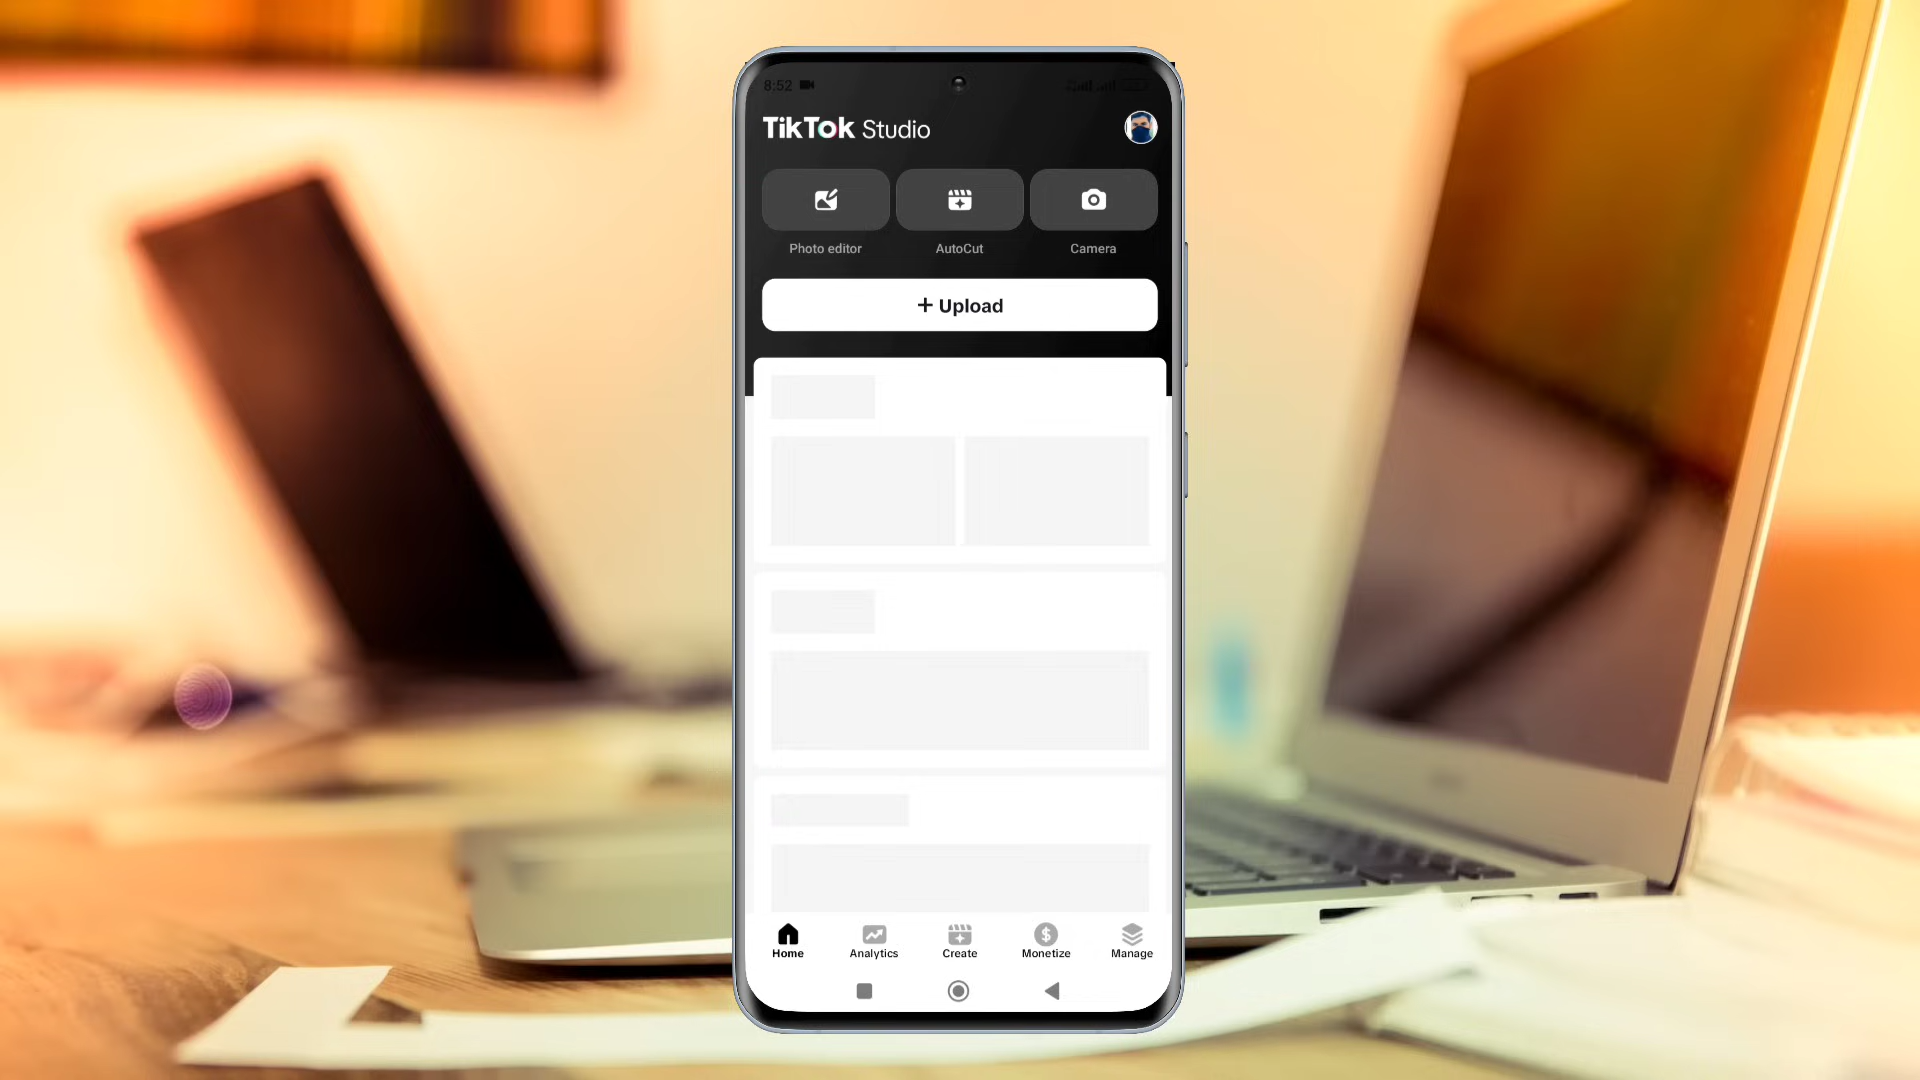 8:52
TikTok Studio
Photo editor
AutoCut
Camera
+ Upload
Home
Analytics
Create
Monetize
Manage